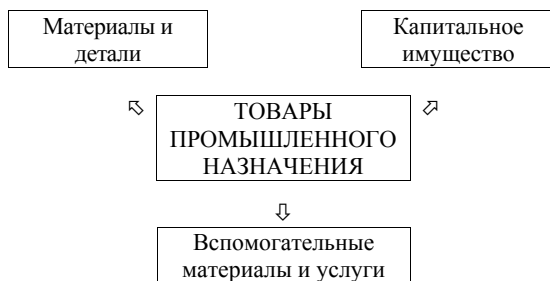 Материалы и
детали
Капитальное
имущество
ТОВАРЫ
ПРОМЫШЛЕННОГО
НАЗНАЧЕНИЯ
Вспомогательные
материалы и услуги